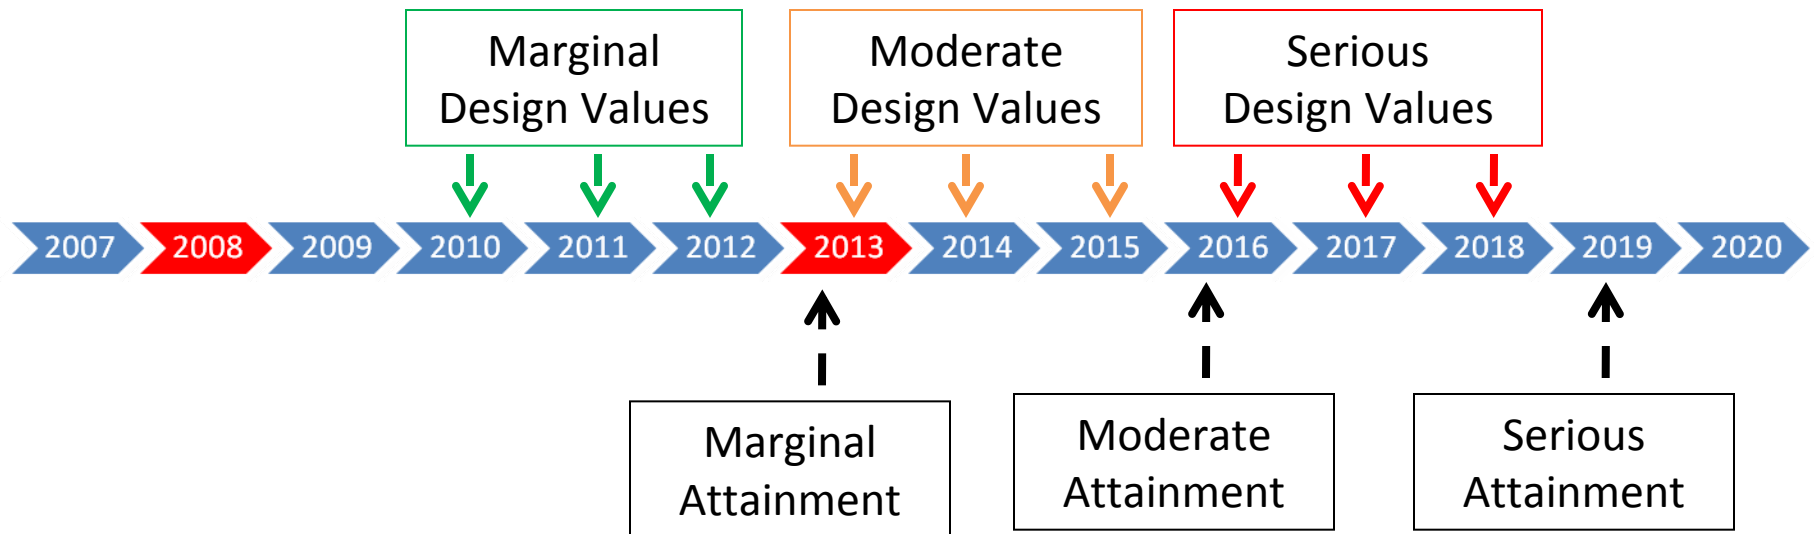 Marginal
Design Values
Moderate
Design Values
Serious
Design Values
2007 2008 2009 2010 2011 2012 2013 2014 2015 2016 2017 2018 2019 2020
Marginal
Attainment
Moderate
Attainment
Serious
Attainment